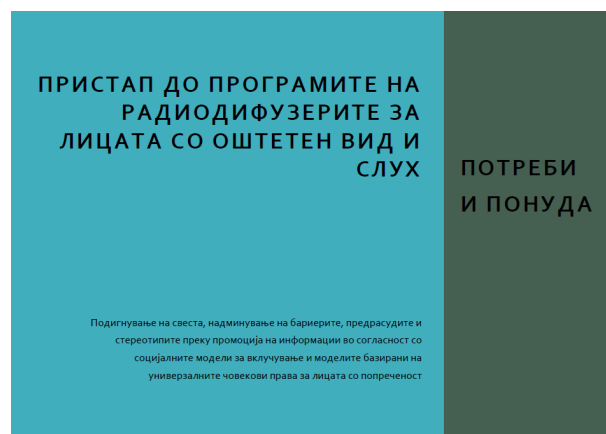 ПРИСТАП ДО ПРОГРАМИТЕ НА
РАДИОДИФУЗЕРИТЕ ЗА
ЛИЦАТА СО ОШТЕТЕН ВИД И
СЛУХ
ПОТРЕБИ
И ПОНУДА
Подигнување на свеста, надминување на бариерите, предрасудите и
стереотипите преку промоција на информации во согласност со
социјалните модели за вклучување и моделите базирани на
универзалните човекови права за лицата со попреченост